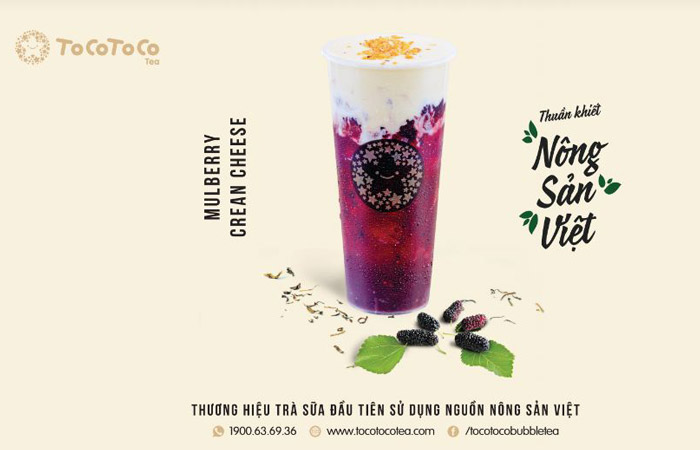 ToCoToCo
Tea
MULBERRY
CREAN CHEESE
Thuần khiết
Nông
Sản
Việt
THƯƠNG HIỆU TRÀ SỮA ĐẦU TIÊN SỬ DỤNG NGUỒN NÔNG SẢN VIỆT
1900.63.69.36 www.tocotocotea.com /tocotocobubbletea